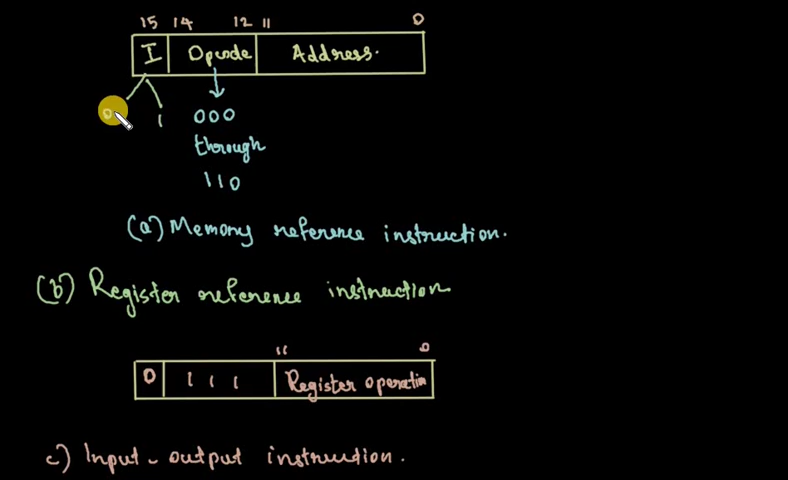 15 14 12 11 0
I Opcode Address.
0 1 000
through
110
(a) Memory reference instruction.
(b) Register reference instruction
11 0
0 1 1 1 Register operation
c) Input-output instruction.